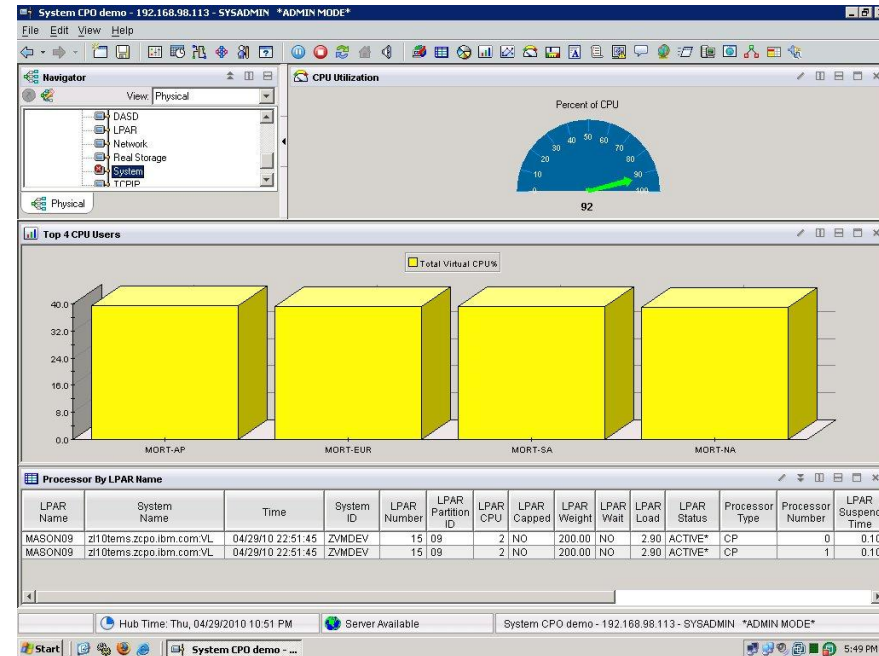 System CPO demo - 192.168.98.113 - SYSADMIN *ADMIN MODE*
File Edit View Help
Navigator
View: Physical
DASD
LPAR
Network
Real Storage
System
TCPIP
Physical
CPU Utilization
Percent of CPU
0 10 20 30 40 50 60 70 80 90 100
92
Top 4 CPU Users
Total Virtual CPU%
40.0
32.0
24.0
16.0
8.0
0.0
MORT-AP MORT-EUR MORT-SA MORT-NA
Processor By LPAR Name
LPAR Name System Name Time System ID LPAR Number LPAR Partition ID LPAR CPU LPAR Capped LPAR Weight LPAR Wait LPAR Load LPAR Status Processor Type Processor Number LPAR Suspend Time
MASON09 zl10tems.zcpo.ibm.com:VL 04/29/10 22:51:45 ZVMDEV 15 09 2 NO 200.00 NO 2.90 ACTIVE* CP 0 0.10
MASON09 zl10tems.zcpo.ibm.com:VL 04/29/10 22:51:45 ZVMDEV 15 09 2 NO 200.00 NO 2.90 ACTIVE* CP 1 0.10
Hub Time: Thu, 04/29/2010 10:51 PM Server Available System CPO demo - 192.168.98.113 - SYSADMIN *ADMIN MODE*
Start System CPO demo - ... 5:49 PM